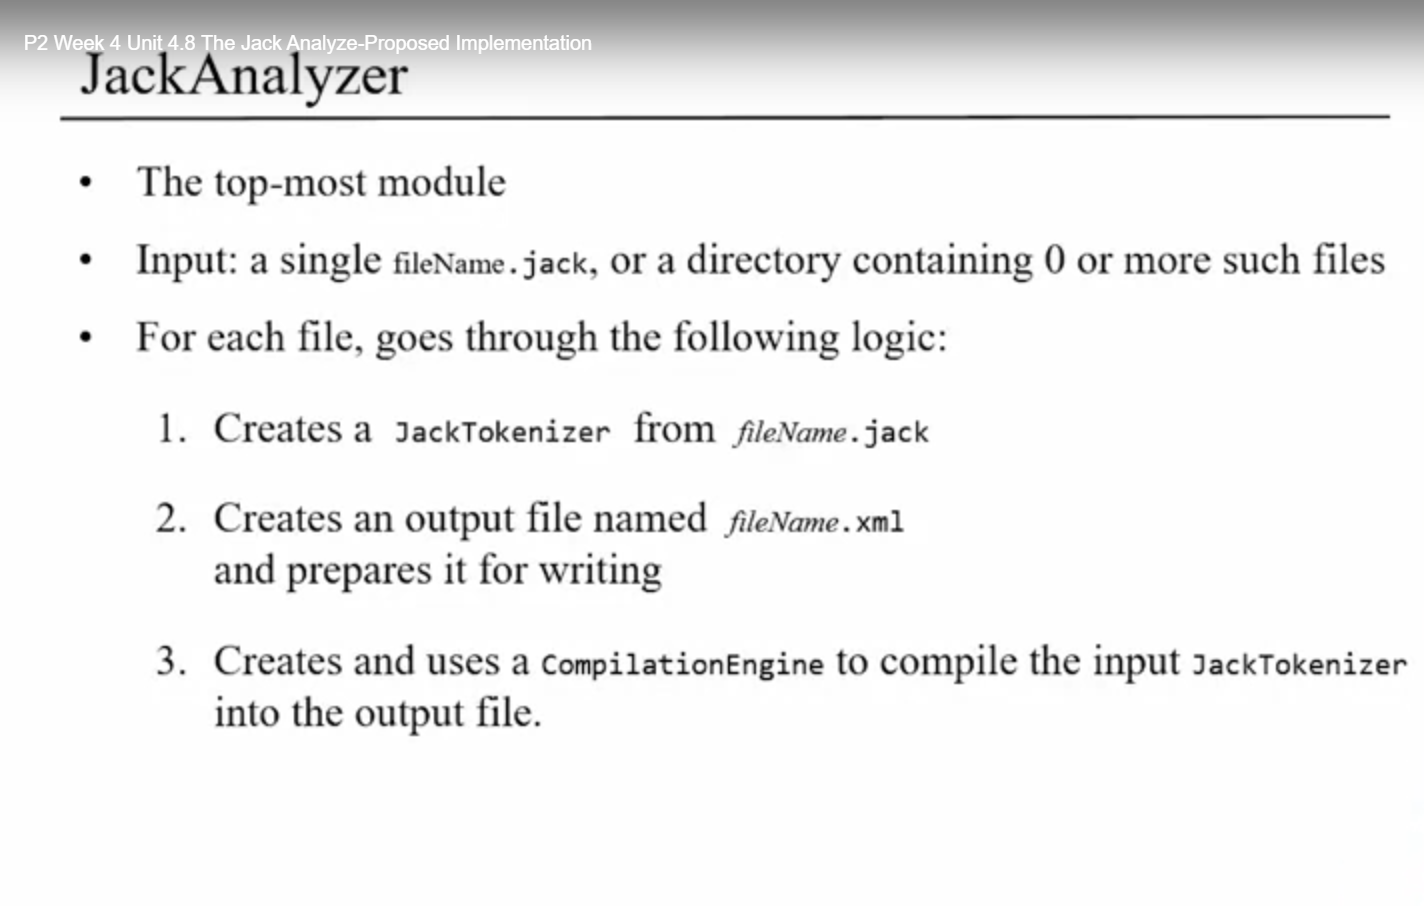 P2 Week 4 Unit 4.8 The Jack Analyze-Proposed Implementation
JackAnalyzer
• The top-most module
• Input: a single fileName.jack, or a directory containing 0 or more such files
• For each file, goes through the following logic:
1. Creates a JackTokenizer from fileName.jack
2. Creates an output file named fileName.xml
and prepares it for writing
3. Creates and uses a CompilationEngine to compile the input JackTokenizer
into the output file.